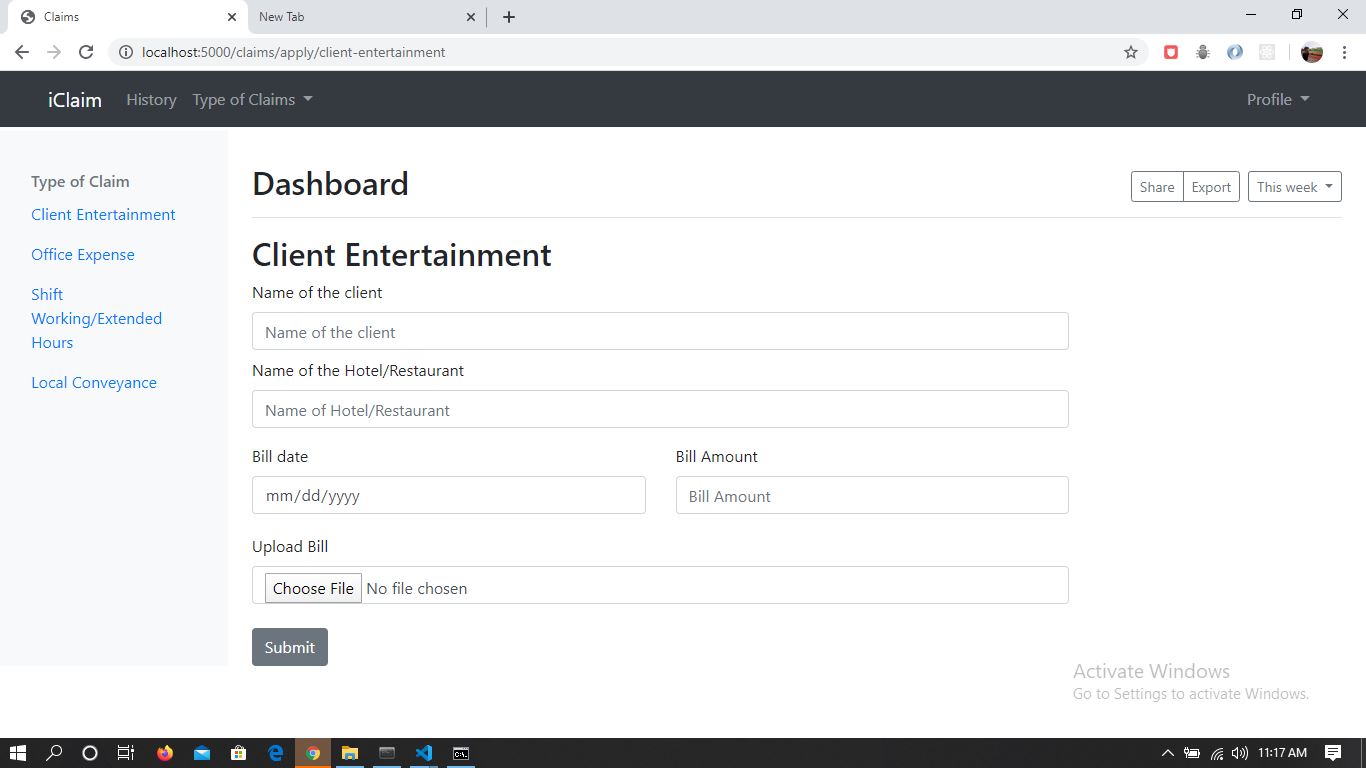 Claims
New Tab
localhost:5000/claims/apply/client-entertainment
iClaim History Type of Claims Profile
Type of Claim
Client Entertainment
Office Expense
Shift
Working/Extended
Hours
Local Conveyance
Dashboard
Share Export This week
Client Entertainment
Name of the client
Name of the client
Name of the Hotel/Restaurant
Name of Hotel/Restaurant
Bill date Bill Amount
mm/dd/yyyy Bill Amount
Upload Bill
Choose File No file chosen
Submit
Activate Windows
Go to Settings to activate Windows.
11:17 AM